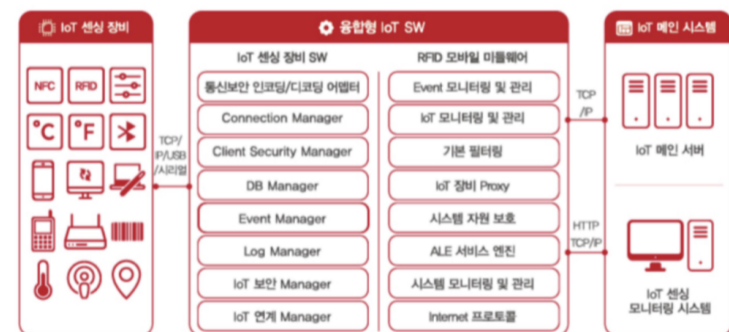 IoT 센싱 장비
NFC
RFID
°C
°F
TCP/
IP/USB
/시리얼
융합형 IoT SW
IoT 센싱 장비 SW
통신보안 인코딩/디코딩 어뎁터
Connection Manager
Client Security Manager
DB Manager
Event Manager
Log Manager
IoT 보안 Manager
IoT 연계 Manager
RFID 모바일 미들웨어
Event 모니터링 및 관리
IoT 모니터링 및 관리
기본 필터링
IoT 장비 Proxy
시스템 자원 보호
ALE 서비스 엔진
시스템 모니터링 및 관리
Internet 프로토콜
TCP
/IP
HTTP
TCP/IP
IoT 메인 시스템
IoT 메인 서버
IoT 센싱
모니터링 시스템